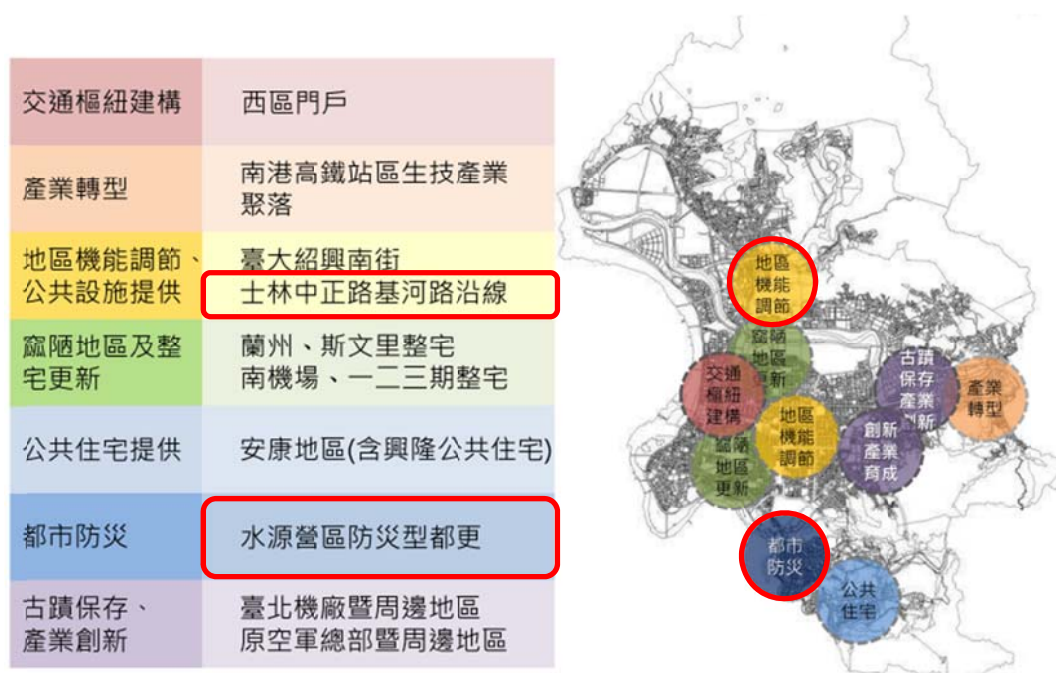 交通樞紐建構
西區門戶
產業轉型
南港高鐵站區生技產業
聚落
地區機能調節、
公共設施提供
臺大紹興南街
士林中正路基河路沿線
窳陋地區及整
宅更新
蘭州、斯文里整宅
南機場、一二三期整宅
公共住宅提供
安康地區(含興隆公共住宅)
都市防災
水源營區防災型都更
古蹟保存、
產業創新
臺北機廠暨周邊地區
原空軍總部暨周邊地區
地區
機能
調節
窳陋
地區
更新
交通
樞紐
建構
古蹟
保存
產業
創新
產業
轉型
地區
機能
調節
創新
產業
育成
窳陋
地區
更新
都市
防災
公共
住宅